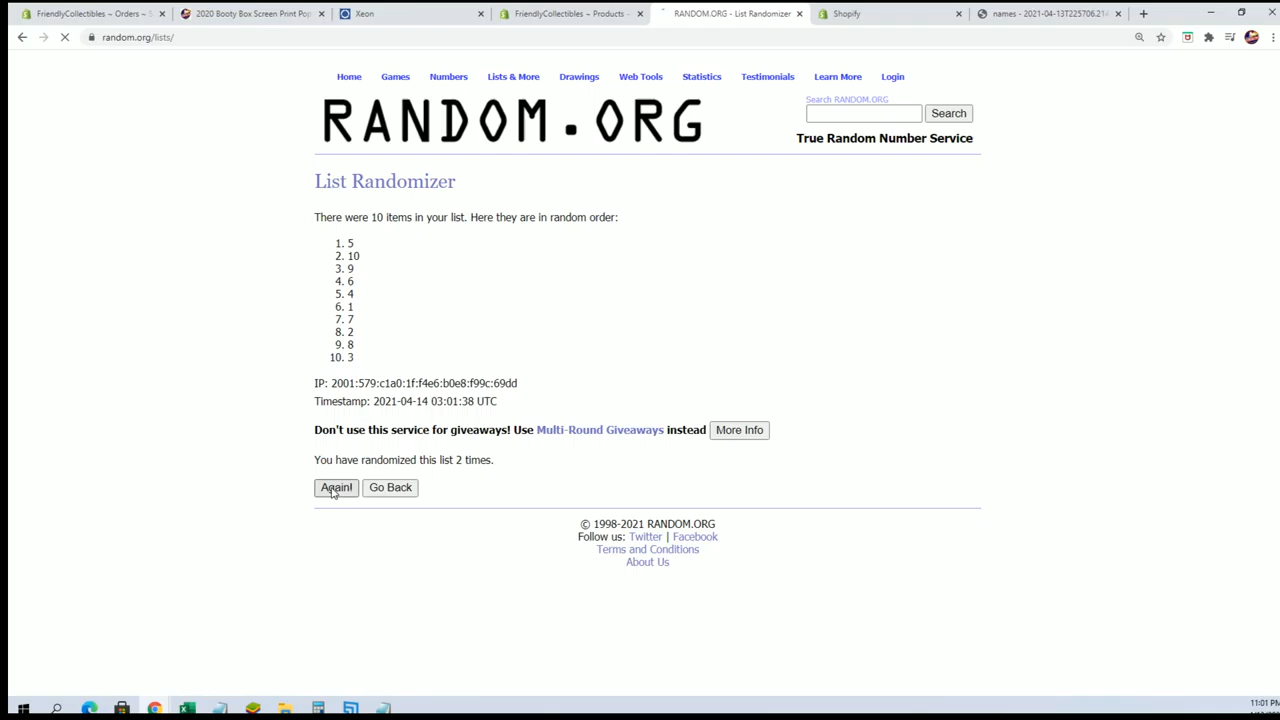 FriendlyCollectibles ~ Orders ~ S
2020 Booty Box Screen Print Pop
Xeon
FriendlyCollectibles ~ Products ~
RANDOM.ORG - List Randomizer
Shopify
names - 2021-04-13T225706.214
random.org/lists/
Home Games Numbers Lists & More Drawings Web Tools Statistics Testimonials Learn More Login
RANDOM.ORG
Search RANDOM.ORG
Search
True Random Number Service
List Randomizer
There were 10 items in your list. Here they are in random order:
1. 5
2. 10
3. 9
4. 6
5. 4
6. 1
7. 7
8. 2
9. 8
10. 3
IP: 2001:579:c1a0:1f:f4e6:b0e8:f99c:69dd
Timestamp: 2021-04-14 03:01:38 UTC
Don't use this service for giveaways! Use Multi-Round Giveaways instead More Info
You have randomized this list 2 times.
Again! Go Back
© 1998-2021 RANDOM.ORG
Follow us: Twitter | Facebook
Terms and Conditions
About Us
11:01 PM